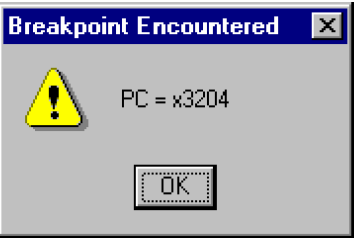 Breakpoint Encountered
PC = x3204
OK